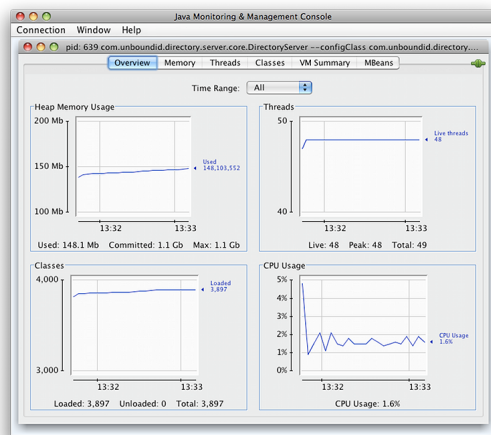 Java Monitoring & Management Console
Connection Window Help
pid: 639 com.unboundid.directory.server.core.DirectoryServer --configClass com.unboundid.directory....
Overview Memory Threads Classes VM Summary MBeans
Time Range: All
Heap Memory Usage
200 Mb
150 Mb
100 Mb
Used
148,103,552
13:32 13:33
Used: 148.1 Mb Committed: 1.1 Gb Max: 1.1 Gb
Threads
50
40
Live threads
48
13:32 13:33
Live: 48 Peak: 48 Total: 49
Classes
4,000
3,000
Loaded
3,897
13:32 13:33
Loaded: 3,897 Unloaded: 0 Total: 3,897
CPU Usage
5%
4%
3%
2%
1%
0%
CPU Usage
1.6%
13:32 13:33
CPU Usage: 1.6%